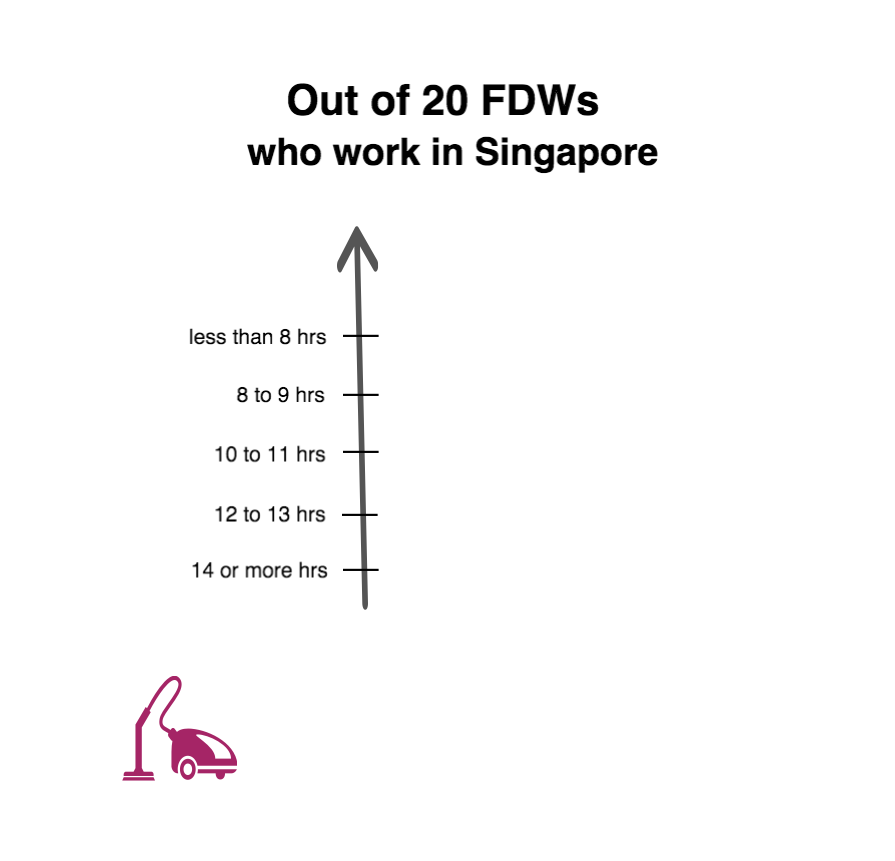 Out of 20 FDWs
who work in Singapore
less than 8 hrs
8 to 9 hrs
10 to 11 hrs
12 to 13 hrs
14 or more hrs